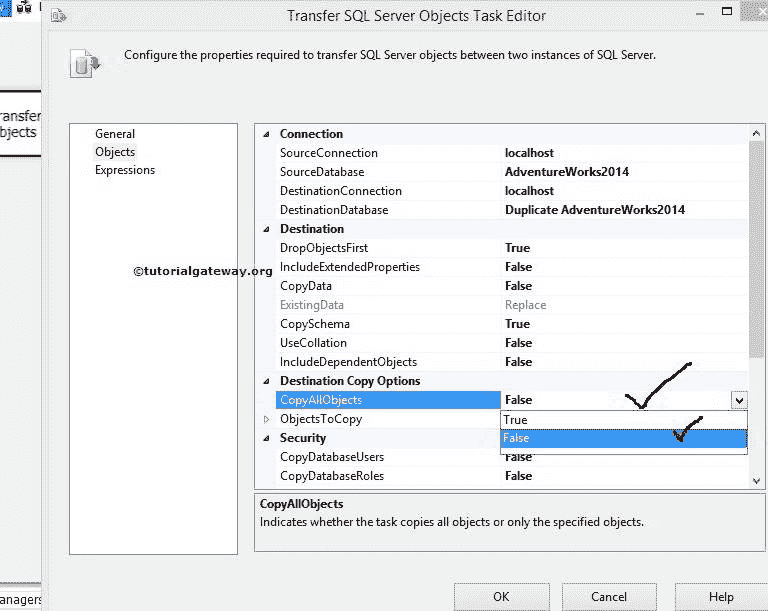 Transfer SQL Server Objects Task Editor
Configure the properties required to transfer SQL Server objects between two instances of SQL Server.
ransfer
bjects
General
Objects
Expressions
©tutorialgateway.org
Connection
SourceConnection localhost
SourceDatabase AdventureWorks2014
DestinationConnection localhost
DestinationDatabase Duplicate AdventureWorks2014
Destination
DropObjectsFirst True
IncludeExtendedProperties False
CopyData False
ExistingData Replace
CopySchema True
UseCollation False
IncludeDependentObjects False
Destination Copy Options
CopyAllObjects False
ObjectsToCopy True
Security False
CopyDatabaseUsers False
CopyDatabaseRoles False
CopyAllObjects
Indicates whether the task copies all objects or only the specified objects.
anagers
OK Cancel Help